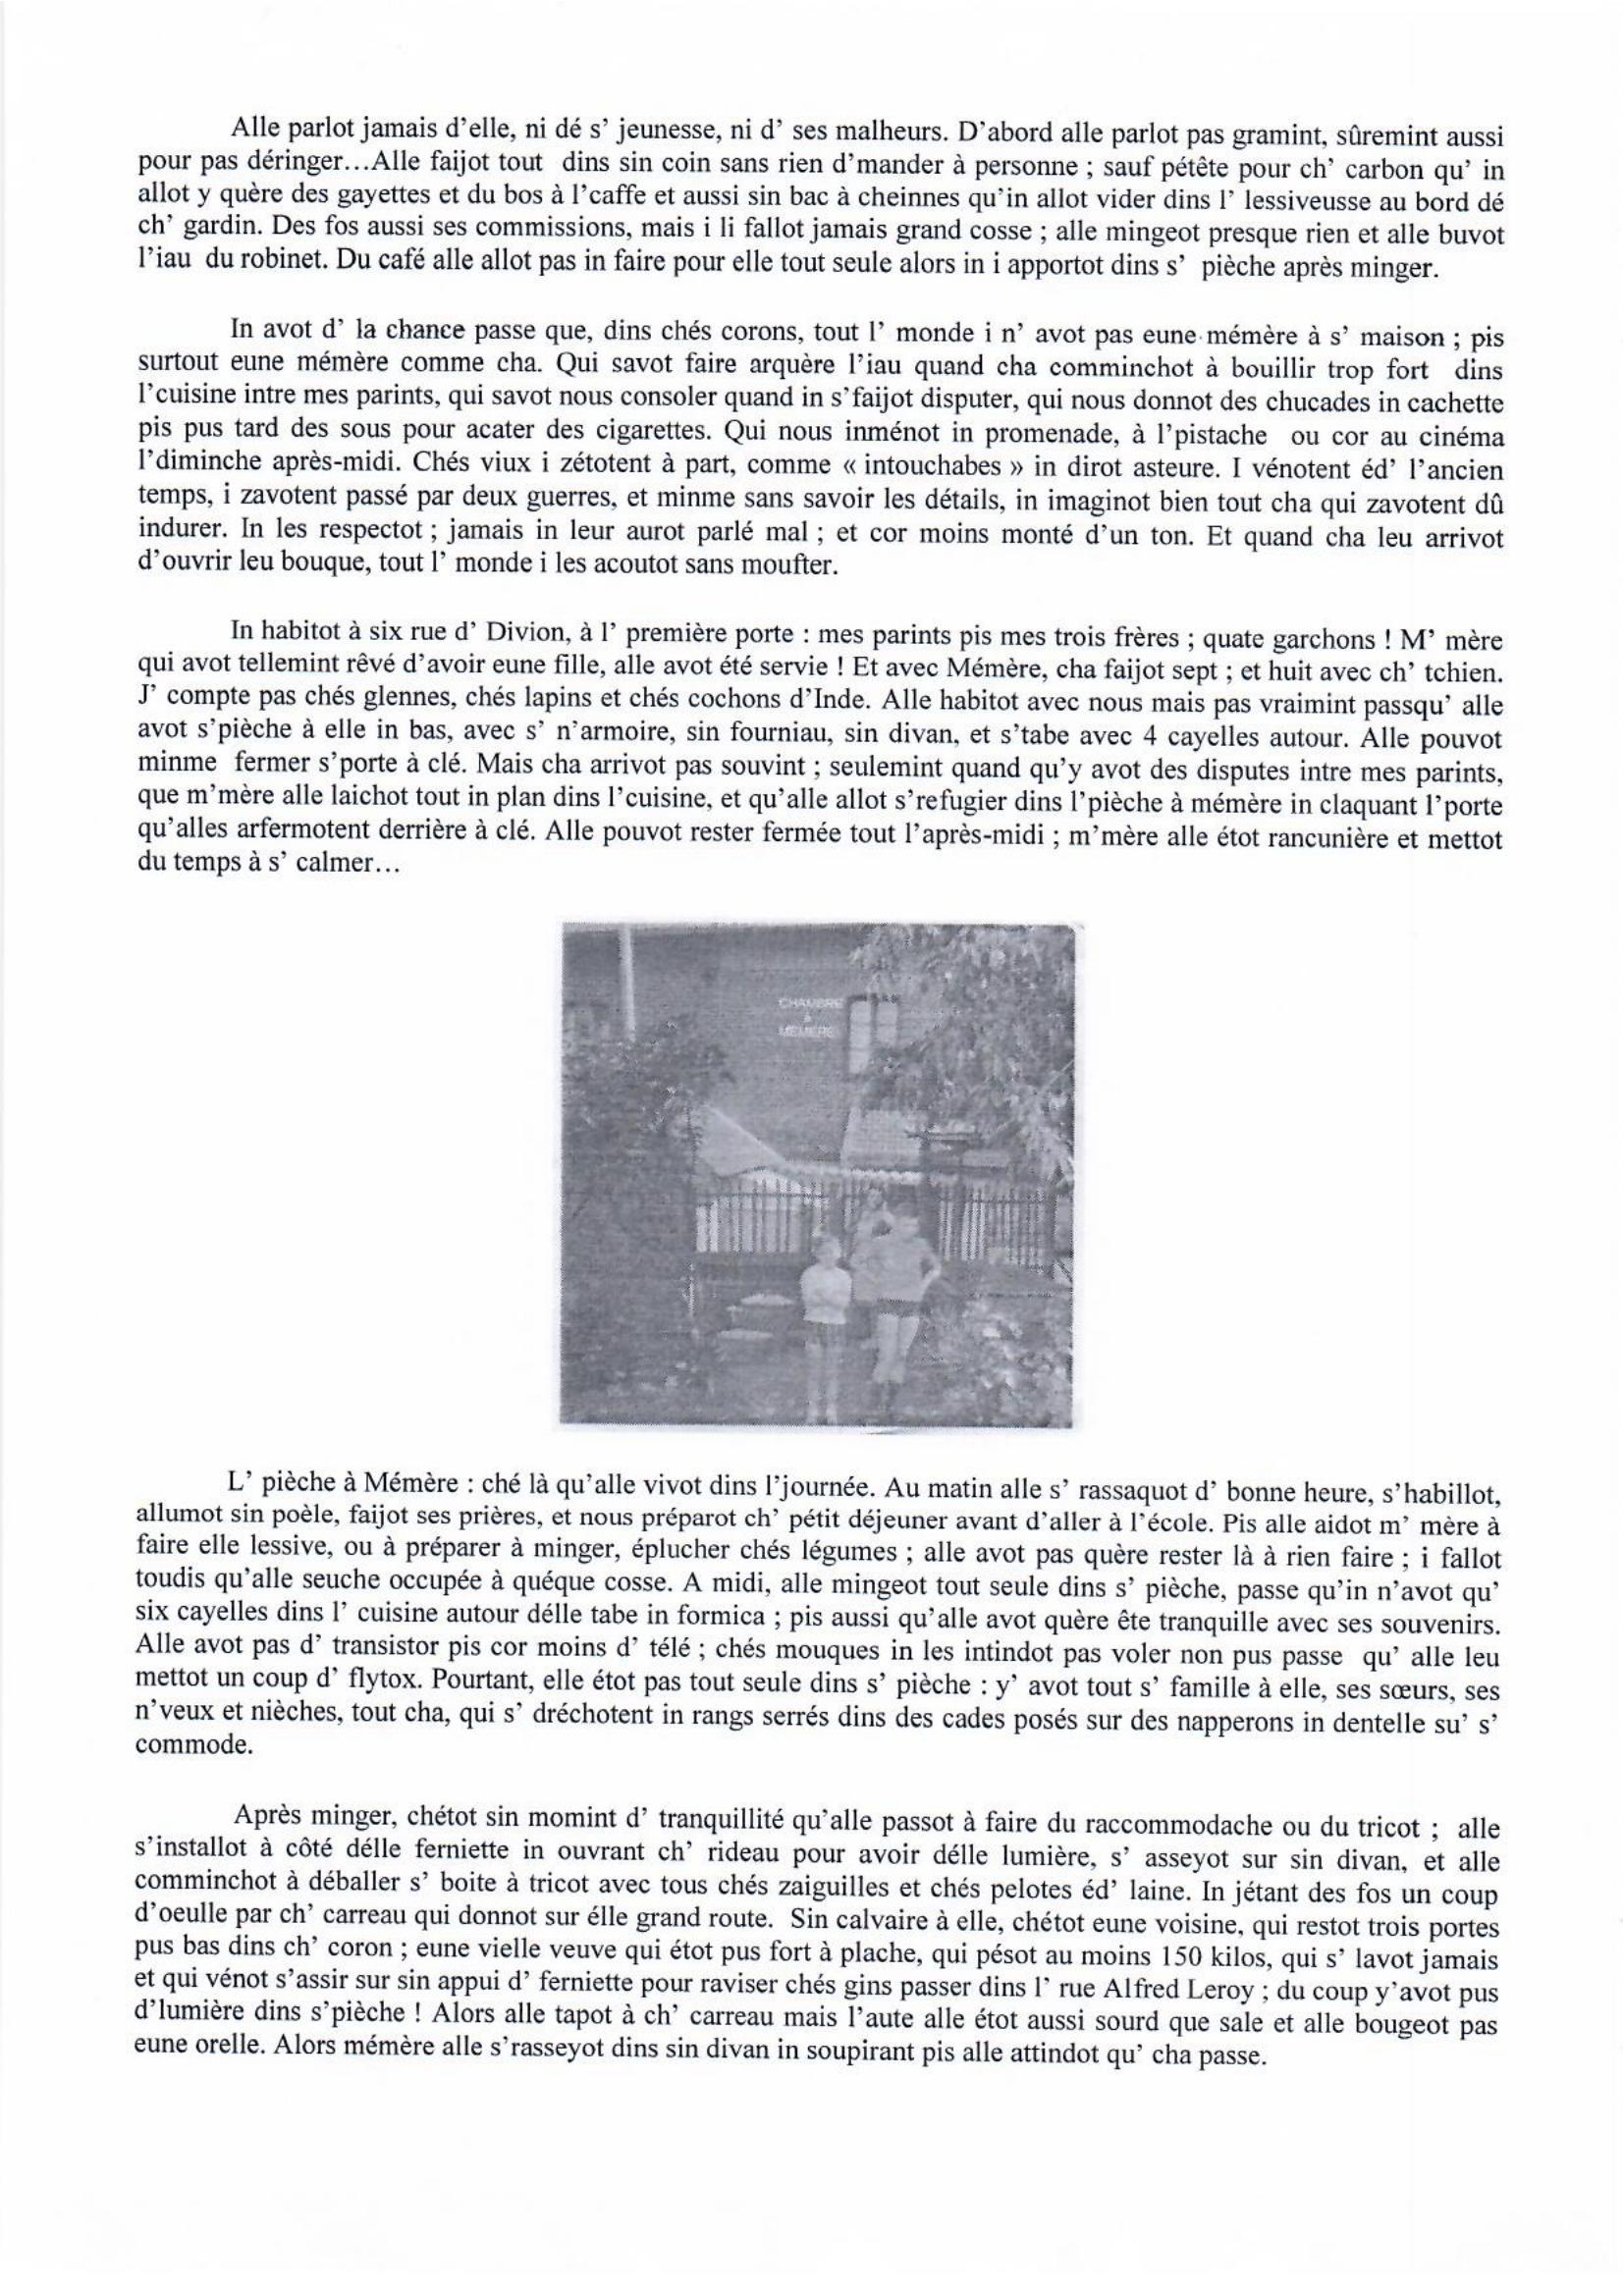 Alle parlot jamais d’elle, ni dé s’ jeunesse, ni d’ ses malheurs. D’abord alle parlot pas gramint, sûremint aussi
pour pas déringer…Alle faijot tout dins sin coin sans rien d’mander à personne ; sauf pétête pour ch’ carbon qu’ in
allot y quère des gayettes et du bos à l’caffe et aussi sin bac à cheinnes qu’in allot vider dins l’ lessiveusse au bord dé
ch’ gardin. Des fos aussi ses commissions, mais i li fallot jamais grand cosse ; alle mingeot presque rien et alle buvot
l’iau du robinet. Du café alle allot pas in faire pour elle tout seule alors in i apportot dins s’ pièche après minger.
In avot d’ la chance passe que, dins chés corons, tout l’ monde i n’ avot pas eune mémère à s’ maison ; pis
surtout eune mémère comme cha. Qui savot faire arquère l’iau quand cha comminchot à bouillir trop fort dins
l’cuisine intre mes parints, qui savot nous consoler quand in s’faijot disputer, qui nous donnot des chucades in cachette
pis pus tard des sous pour acater des cigarettes. Qui nous inménot in promenade, à l’pistache ou cor au cinéma
l’diminche après-midi. Chés viux i zétotent à part, comme « intouchabes » in dirot asteure. I vénotent éd’ l’ancien
temps, i zavotent passé par deux guerres, et minme sans savoir les détails, in imaginot bien tout cha qui zavotent dû
indurer. In les respectot ; jamais in leur aurot parlé mal ; et cor moins monté d’un ton. Et quand cha leu arrivot
d’ouvrir leu bouque, tout l’ monde i les acoutot sans moufter.
In habitot à six rue d’ Divion, à l’ première porte : mes parints pis mes trois frères ; quate garchons ! M’ mère
qui avot tellemint rêvé d’avoir eune fille, alle avot été servie ! Et avec Mémère, cha faijot sept ; et huit avec ch’ tchien.
J’ compte pas chés glennes, chés lapins et chés cochons d’Inde. Alle habitot avec nous mais pas vraimint passqu’ alle
avot s’pièche à elle in bas, avec s’ n’armoire, sin fourniau, sin divan, et s’tabe avec 4 cayelles autour. Alle pouvot
minme fermer s’porte à clé. Mais cha arrivot pas souvint ; seulemint quand qu’y avot des disputes intre mes parints,
que m’mère alle laichot tout in plan dins l’cuisine, et qu’alle allot s’refugier dins l’pièche à mémère in claquant l’porte
qu’alles arfermotent derrière à clé. Alle pouvot rester fermée tout l’après-midi ; m’mère alle étot rancunière et mettot
du temps à s’ calmer…
CHAMBRE
à
MEMERE
L’ pièche à Mémère : ché là qu’alle vivot dins l’journée. Au matin alle s’ rassaquot d’ bonne heure, s’habillot,
allumot sin poèle, faijot ses prières, et nous préparot ch’ pétit déjeuner avant d’aller à l’école. Pis alle aidot m’ mère à
faire elle lessive, ou à préparer à minger, éplucher chés légumes ; alle avot pas quère rester là à rien faire ; i fallot
toudis qu’alle seuche occupée à quéque cosse. A midi, alle mingeot tout seule dins s’ pièche, passe qu’in n’avot qu’
six cayelles dins l’ cuisine autour délle tabe in formica ; pis aussi qu’alle avot quère ête tranquille avec ses souvenirs.
Alle avot pas d’ transistor pis cor moins d’ télé ; chés mouques in les intindot pas voler non pus passe qu’ alle leu
mettot un coup d’ flytox. Pourtant, elle étot pas tout seule dins s’ pièche : y’ avot tout s’ famille à elle, ses sœurs, ses
n’veux et nièches, tout cha, qui s’ dréchotent in rangs serrés dins des cades posés sur des napperons in dentelle su’ s’
commode.
Après minger, chétot sin momint d’ tranquillité qu’alle passot à faire du raccommodache ou du tricot ; alle
s’installot à côté délle ferniette in ouvrant ch’ rideau pour avoir délle lumière, s’ asseyot sur sin divan, et alle
comminchot à déballer s’ boite à tricot avec tous chés zaiguilles et chés pelotes éd’ laine. In jétant des fos un coup
d’oeulle par ch’ carreau qui donnot sur élle grand route. Sin calvaire à elle, chétot eune voisine, qui restot trois portes
pus bas dins ch’ coron ; eune vielle veuve qui étot pus fort à plache, qui pésot au moins 150 kilos, qui s’ lavot jamais
et qui vénot s’assir sur sin appui d’ ferniette pour raviser chés gins passer dins l’ rue Alfred Leroy ; du coup y’avot pus
d’lumière dins s’pièche ! Alors alle tapot à ch’ carreau mais l’aute alle étot aussi sourd que sale et alle bougeot pas
eune orelle. Alors mémère alle s’rasseyot dins sin divan in soupirant pis alle attindot qu’ cha passe.